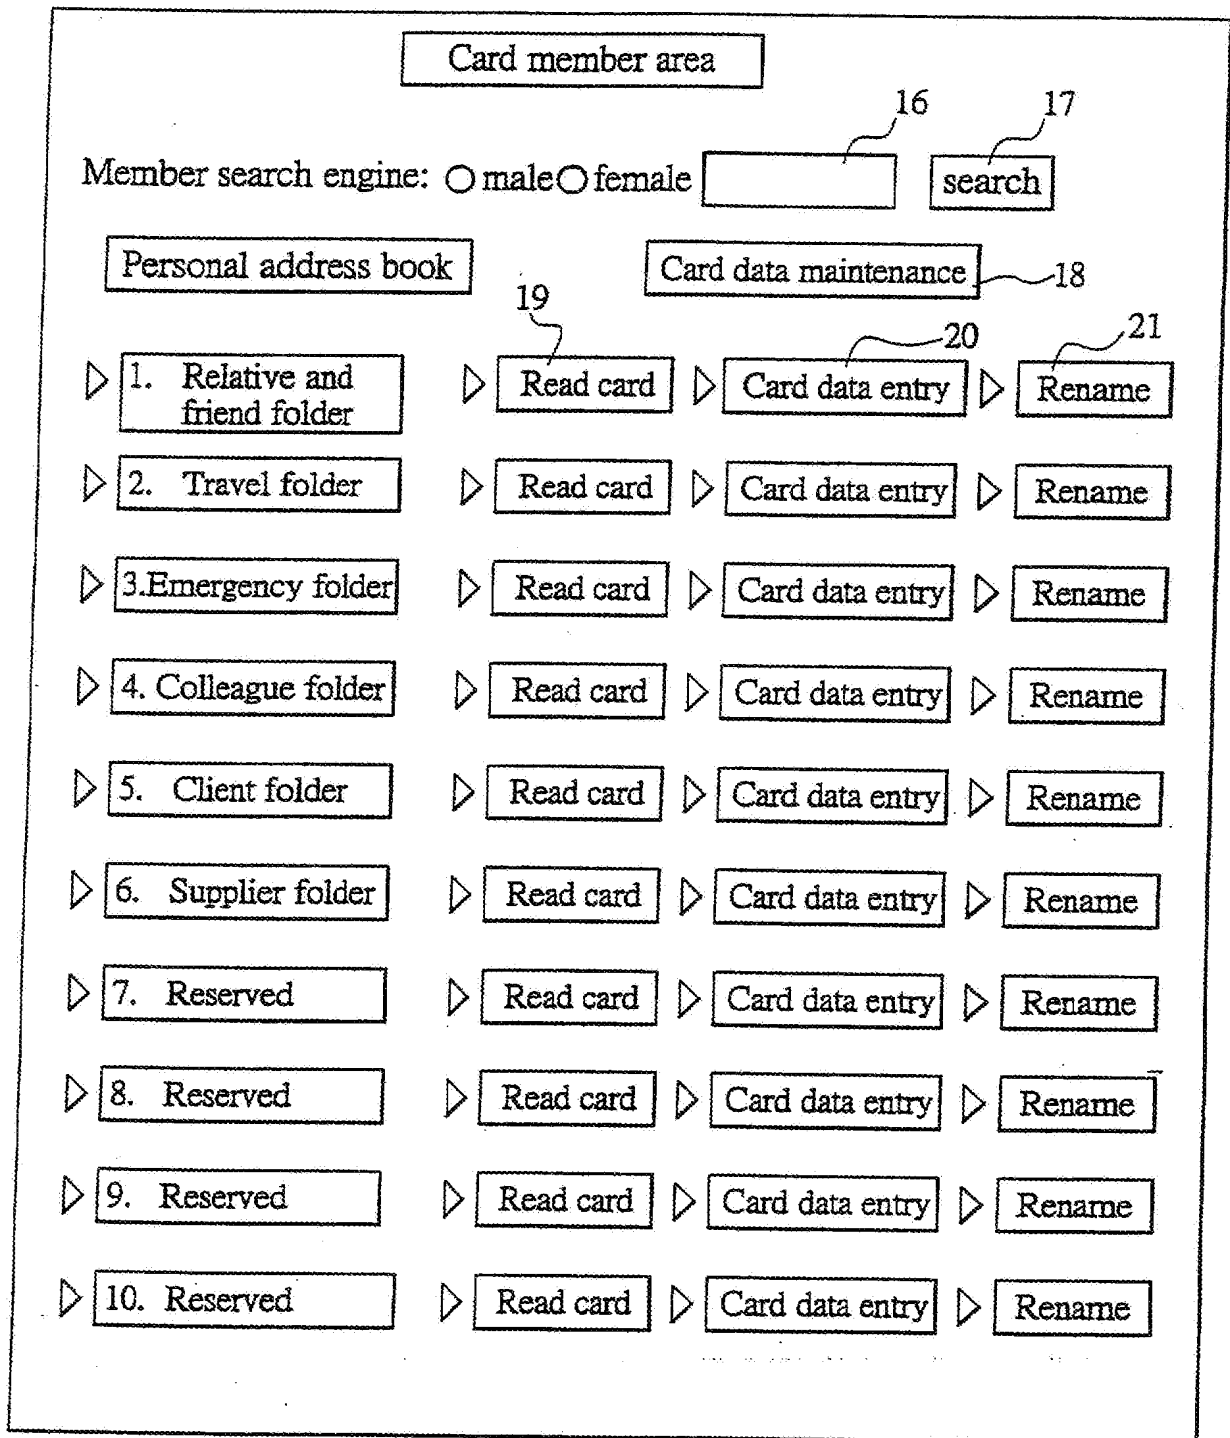 Card member area
16
17
Member search engine: male female
search
Personal address book
Card data maintenance
18
19
20
21
1. Relative and
friend folder
Read card
Card data entry
Rename
2. Travel folder
Read card
Card data entry
Rename
3.Emergency folder
Read card
Card data entry
Rename
4. Colleague folder
Read card
Card data entry
Rename
5. Client folder
Read card
Card data entry
Rename
6. Supplier folder
Read card
Card data entry
Rename
7. Reserved
Read card
Card data entry
Rename
8. Reserved
Read card
Card data entry
Rename
9. Reserved
Read card
Card data entry
Rename
10. Reserved
Read card
Card data entry
Rename